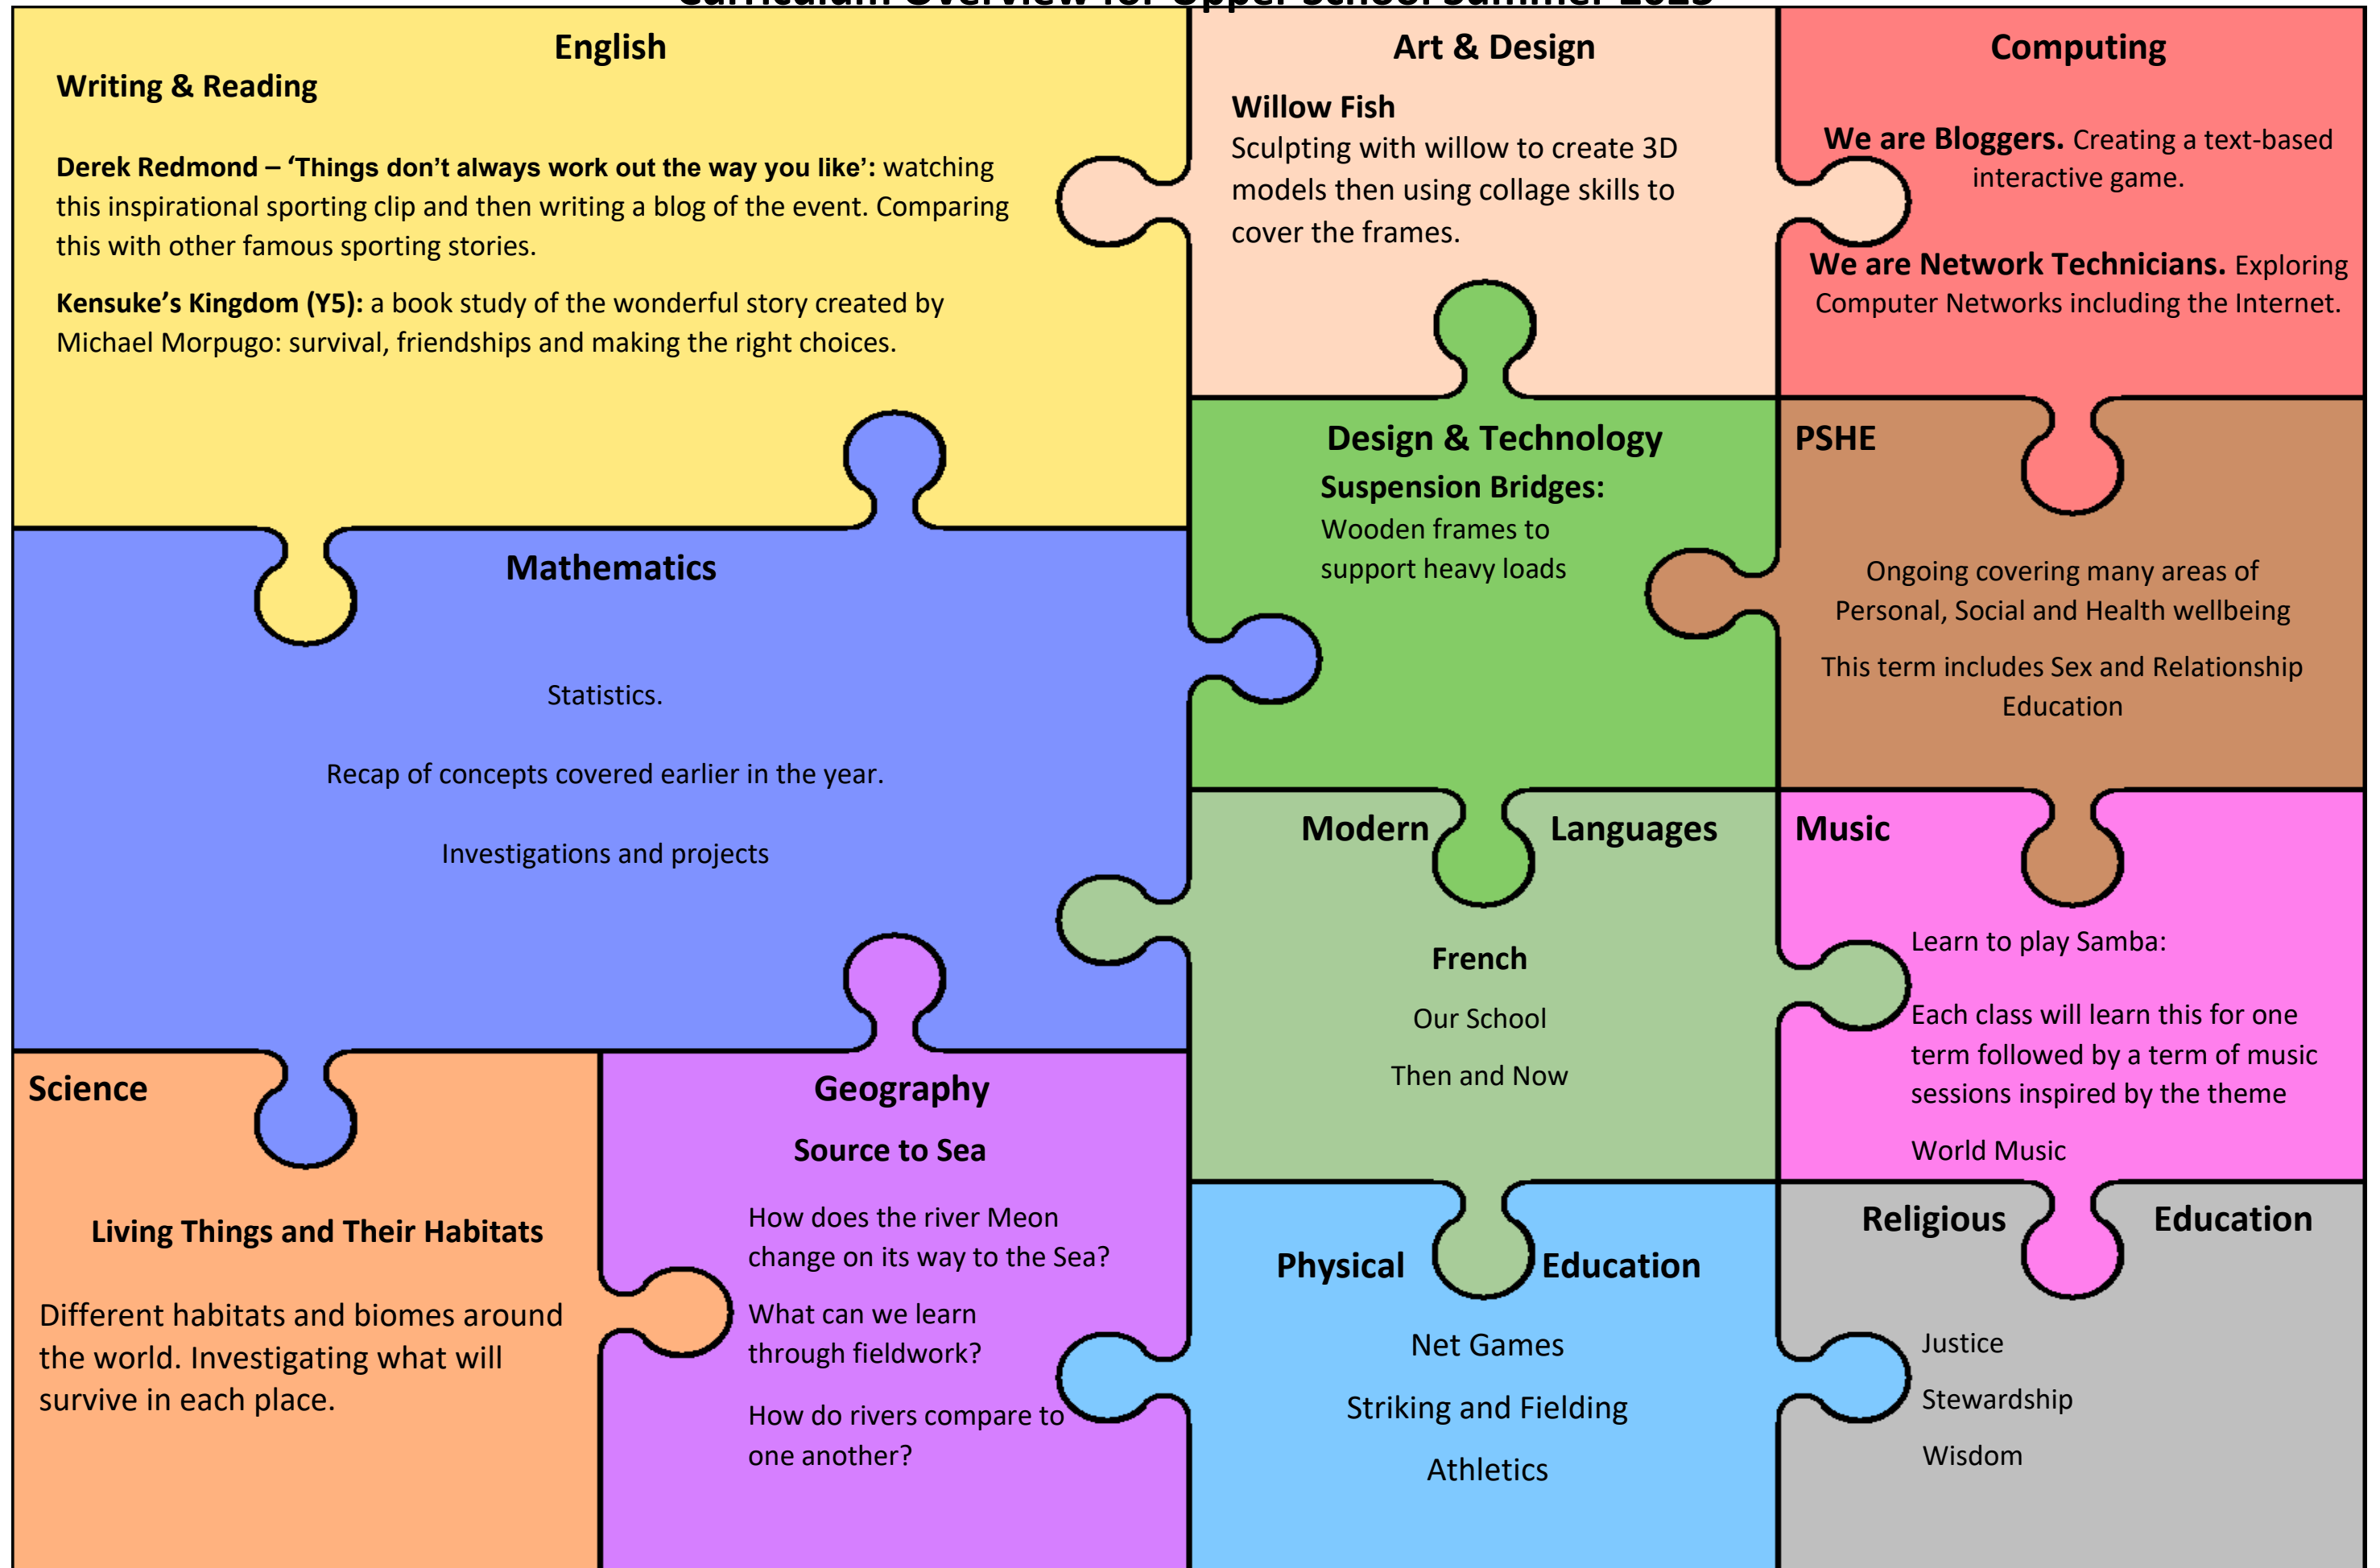 Curriculum Overview for Upper School Summer 2023
English
Writing & Reading
Derek Redmond – ‘Things don’t always work out the way you like’: watching
this inspirational sporting clip and then writing a blog of the event. Comparing
this with other famous sporting stories.
Kensuke’s Kingdom (Y5): a book study of the wonderful story created by
Michael Morpugo: survival, friendships and making the right choices.
Art & Design
Willow Fish
Sculpting with willow to create 3D
models then using collage skills to
cover the frames.
Computing
We are Bloggers. Creating a text-based
interactive game.
We are Network Technicians. Exploring
Computer Networks including the Internet.
Mathematics
Statistics.
Recap of concepts covered earlier in the year.
Investigations and projects
Design & Technology
Suspension Bridges:
Wooden frames to
support heavy loads
PSHE
Ongoing covering many areas of
Personal, Social and Health wellbeing
This term includes Sex and Relationship
Education
Modern Languages
French
Our School
Then and Now
Music
Learn to play Samba:
Each class will learn this for one
term followed by a term of music
sessions inspired by the theme
World Music
Science
Living Things and Their Habitats
Different habitats and biomes around
the world. Investigating what will
survive in each place.
Geography
Source to Sea
How does the river Meon
change on its way to the Sea?
What can we learn
through fieldwork?
How do rivers compare to
one another?
Physical Education
Net Games
Striking and Fielding
Athletics
Religious Education
Justice
Stewardship
Wisdom